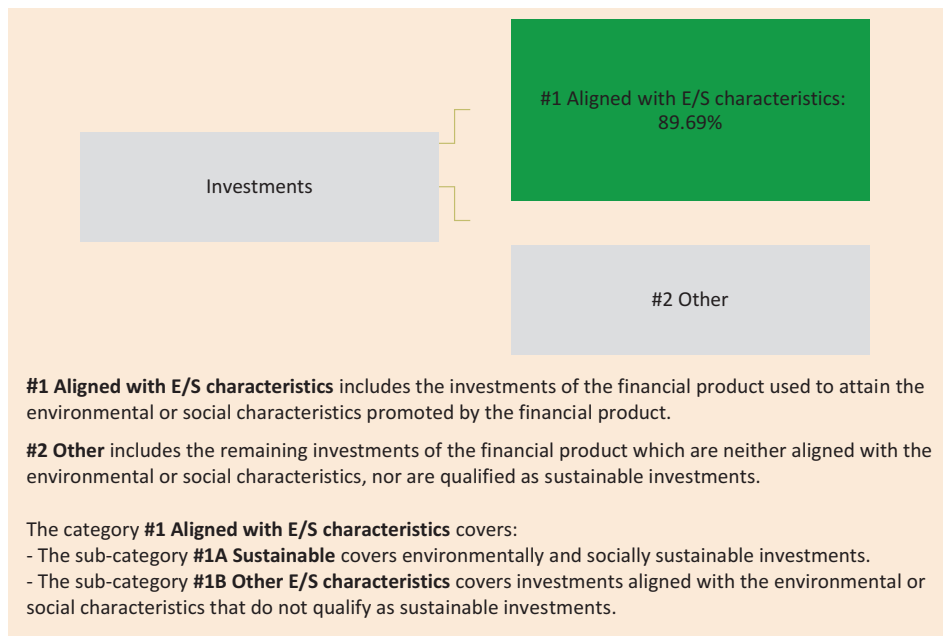 #1 Aligned with E/S characteristics:
89.69%
Investments
#2 Other
#1 Aligned with E/S characteristics includes the investments of the financial product used to attain the
environmental or social characteristics promoted by the financial product.
#2 Other includes the remaining investments of the financial product which are neither aligned with the
environmental or social characteristics, nor are qualified as sustainable investments.
The category #1 Aligned with E/S characteristics covers:
- The sub-category #1A Sustainable covers environmentally and socially sustainable investments.
- The sub-category #1B Other E/S characteristics covers investments aligned with the environmental or
social characteristics that do not qualify as sustainable investments.